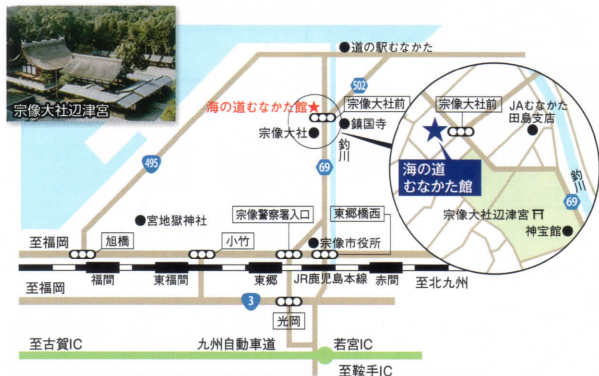 宗像大社辺津宮
道の駅むなかた
502
海の道むなかた館
宗像大社前
鎮国寺
宗像大社
釣川
495
69
宗像大社前
JAむなかた
田島支店
海の道
むなかた館
釣川
69
宗像大社辺津宮
神宝館
宮地嶽神社
宗像警察署入口
東郷橋西
至福岡
旭橋
小竹
宗像市役所
福間
東福間
東郷
JR鹿児島本線
赤間
至北九州
至福岡
3
光岡
至古賀IC
九州自動車道
若宮IC
至鞍手IC